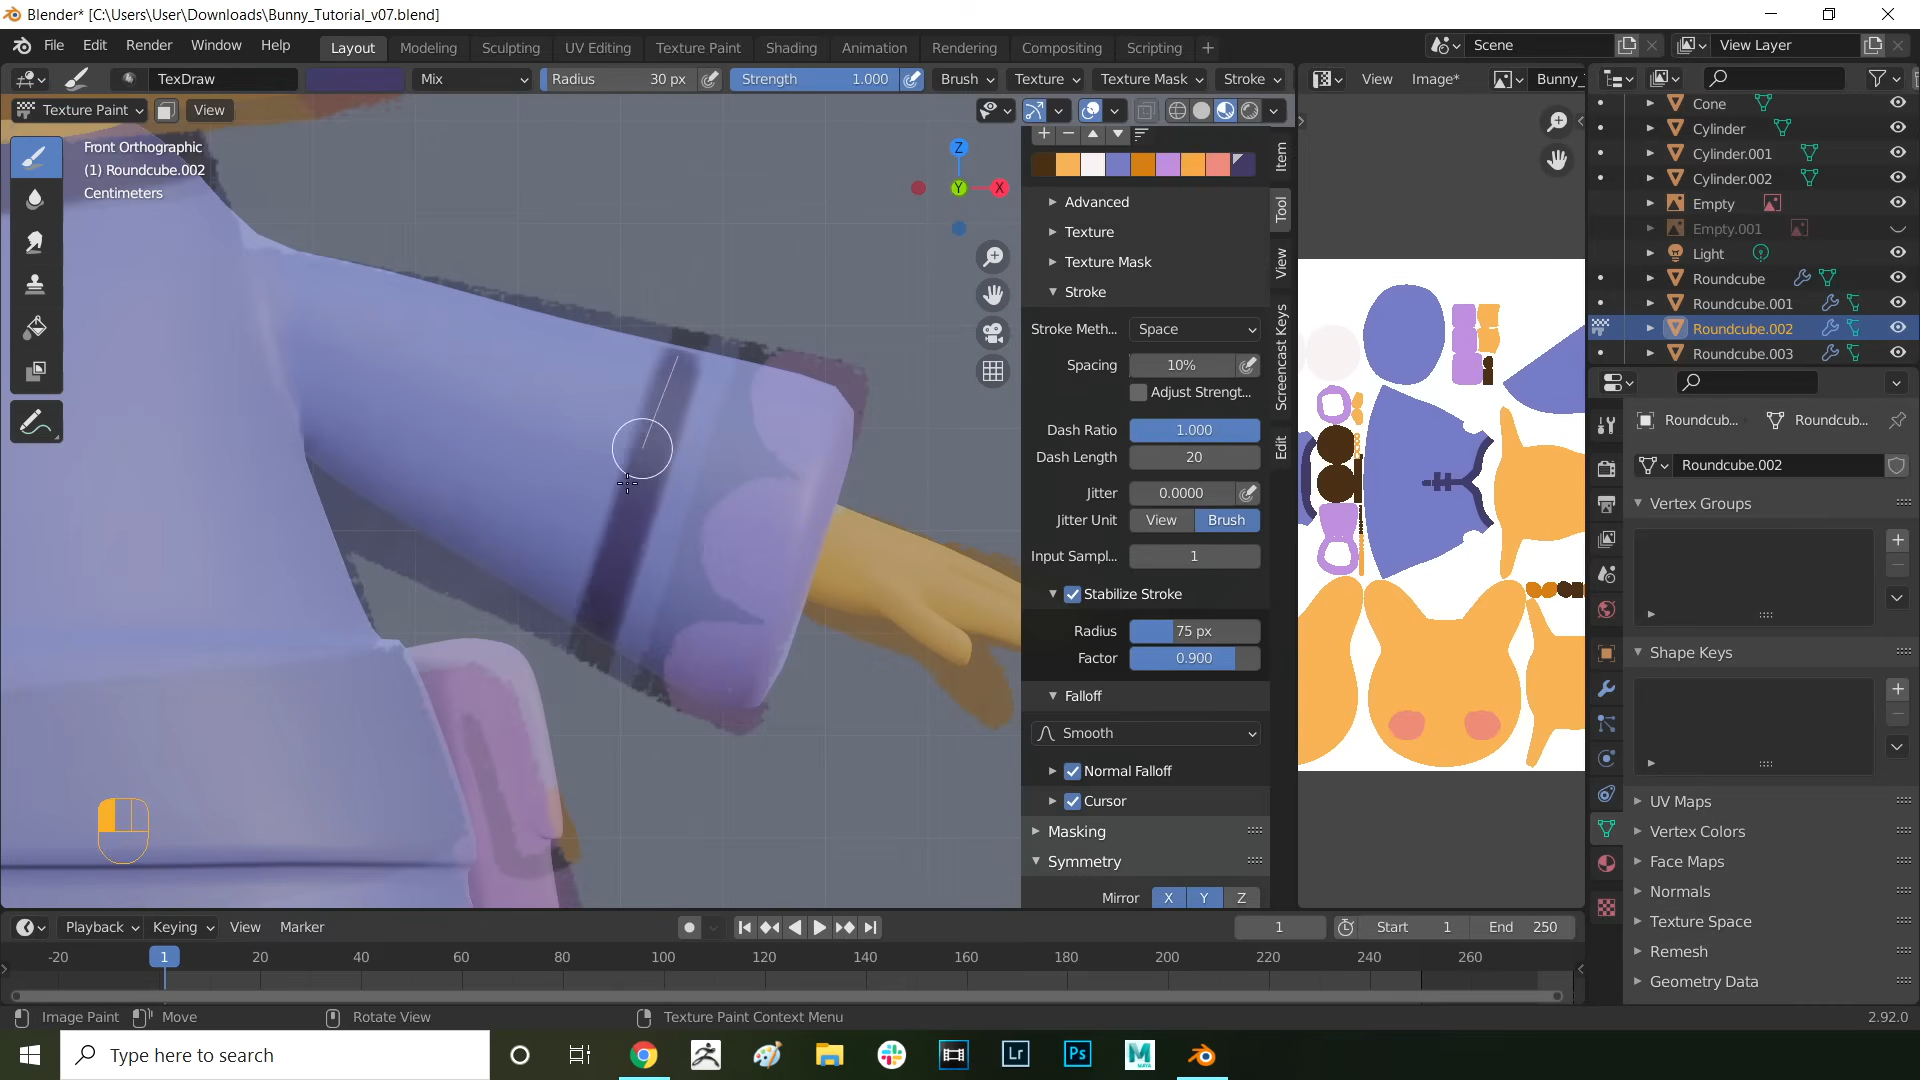 Blender* [C:\Users\User\Downloads\Bunny_Tutorial_v07.blend]
File Edit Render Window Help Layout Modeling Sculpting UV Editing Texture Paint Shading Animation Rendering Compositing Scripting + Scene View Layer
TexDraw Mix Radius 30 px Strength 1.000 Brush Texture Texture Mask Stroke View Image* Bunny_
Texture Paint View
Front Orthographic
(1) Roundcube.002
Centimeters
Z
Y
X
Item
Tool
View
Screencast Keys
Edit
Advanced
Texture
Texture Mask
Stroke
Stroke Meth... Space
Spacing 10%
Adjust Strengt...
Dash Ratio 1.000
Dash Length 20
Jitter 0.0000
Jitter Unit View Brush
Input Sampl... 1
Stabilize Stroke
Radius 75 px
Factor 0.900
Falloff
Smooth
Normal Falloff
Cursor
Masking
Symmetry
Mirror X Y Z
Cone
Cylinder
Cylinder.001
Cylinder.002
Empty
Empty.001
Light
Roundcube
Roundcube.001
Roundcube.002
Roundcube.003
Roundcub... Roundcub...
Roundcube.002
Vertex Groups
Shape Keys
UV Maps
Vertex Colors
Face Maps
Normals
Texture Space
Remesh
Geometry Data
Playback Keying View Marker 1 Start 1 End 250
-20 1 20 40 60 80 100 120 140 160 180 200 220 240 260
Image Paint Move Rotate View Texture Paint Context Menu 2.92.0
Type here to search Lr Ps M